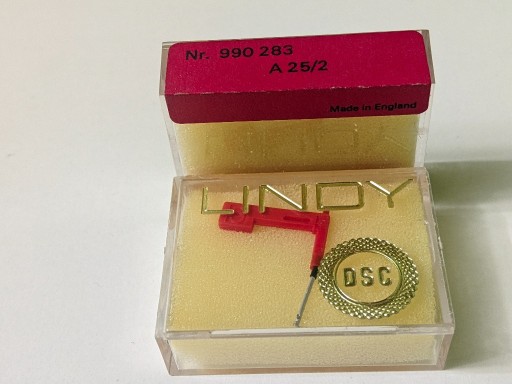 Nr. 990 283
A 25/2
Made in England
LINDY
DSC